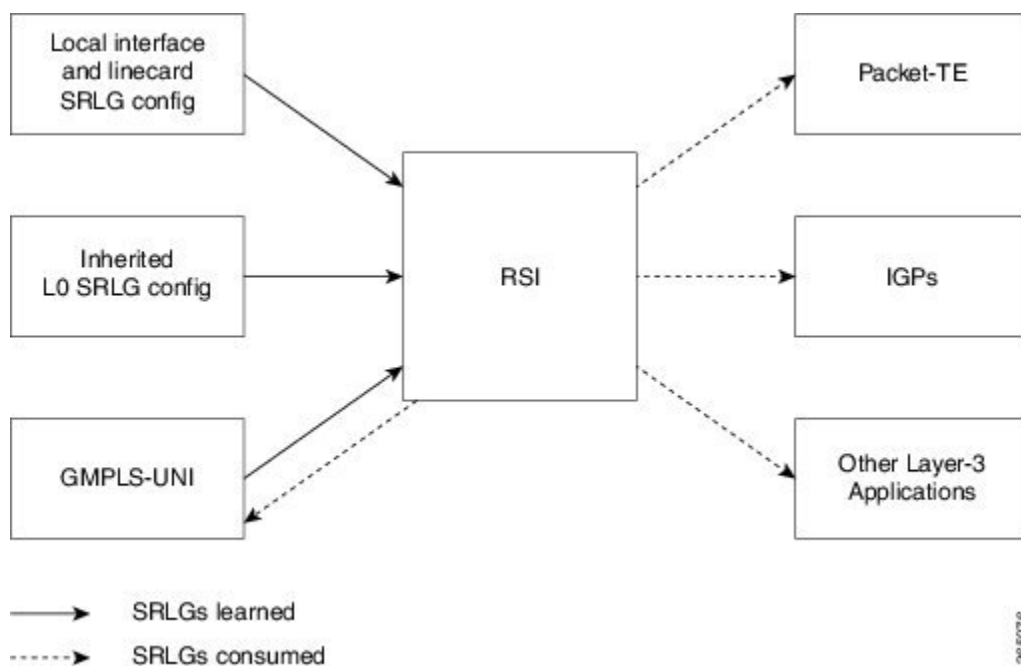 Local interface
and linecard
SRLG config
Packet-TE
Inherited
L0 SRLG config
RSI
IGPs
GMPLS-UNI
Other Layer-3
Applications
SRLGs learned
SRLGs consumed